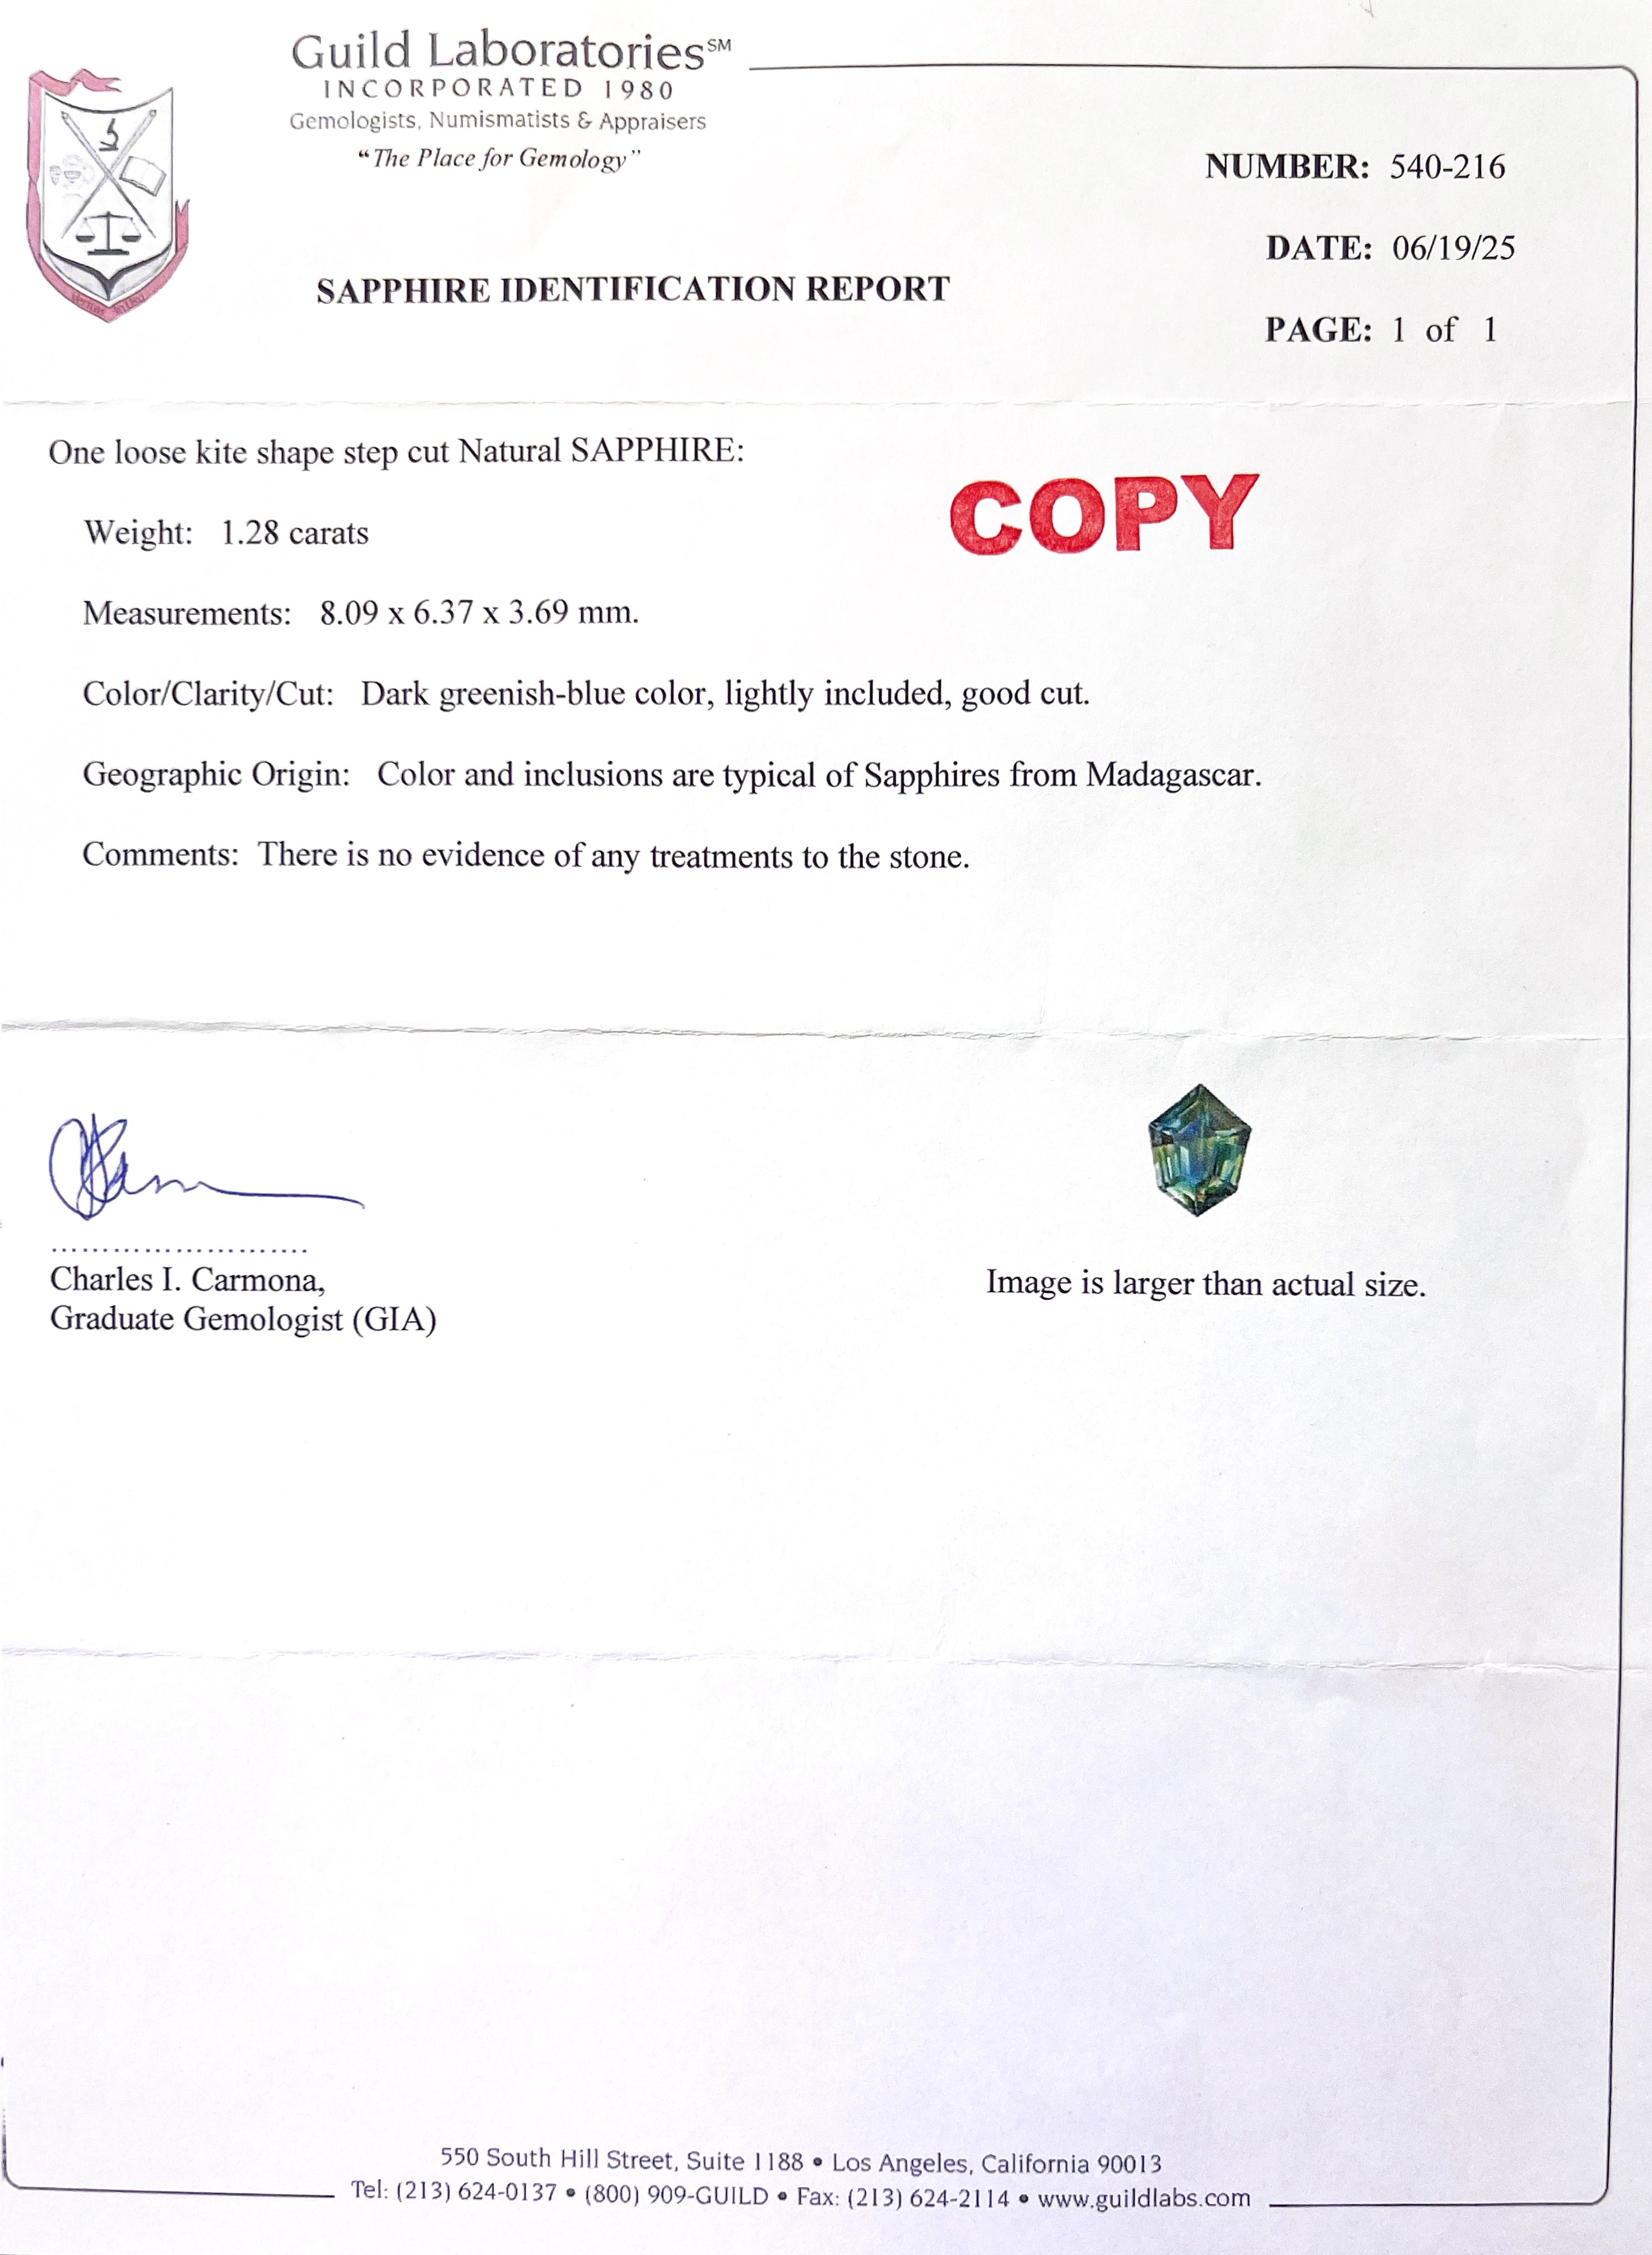 Guild Laboratories℠
INCORPORATED 1980
Gemologists, Numismatists & Appraisers
“The Place for Gemology”
NUMBER: 540-216
DATE: 06/19/25
SAPPHIRE IDENTIFICATION REPORT
PAGE: 1 of 1
One loose kite shape step cut Natural SAPPHIRE:
COPY
Weight: 1.28 carats
Measurements: 8.09 x 6.37 x 3.69 mm.
Color/Clarity/Cut: Dark greenish-blue color, lightly included, good cut.
Geographic Origin: Color and inclusions are typical of Sapphires from Madagascar.
Comments: There is no evidence of any treatments to the stone.
Charles I. Carmona,
Graduate Gemologist (GIA)
Image is larger than actual size.
550 South Hill Street, Suite 1188 • Los Angeles, California 90013
Tel: (213) 624-0137 • (800) 909-GUILD • Fax: (213) 624-2114 • www.guildlabs.com